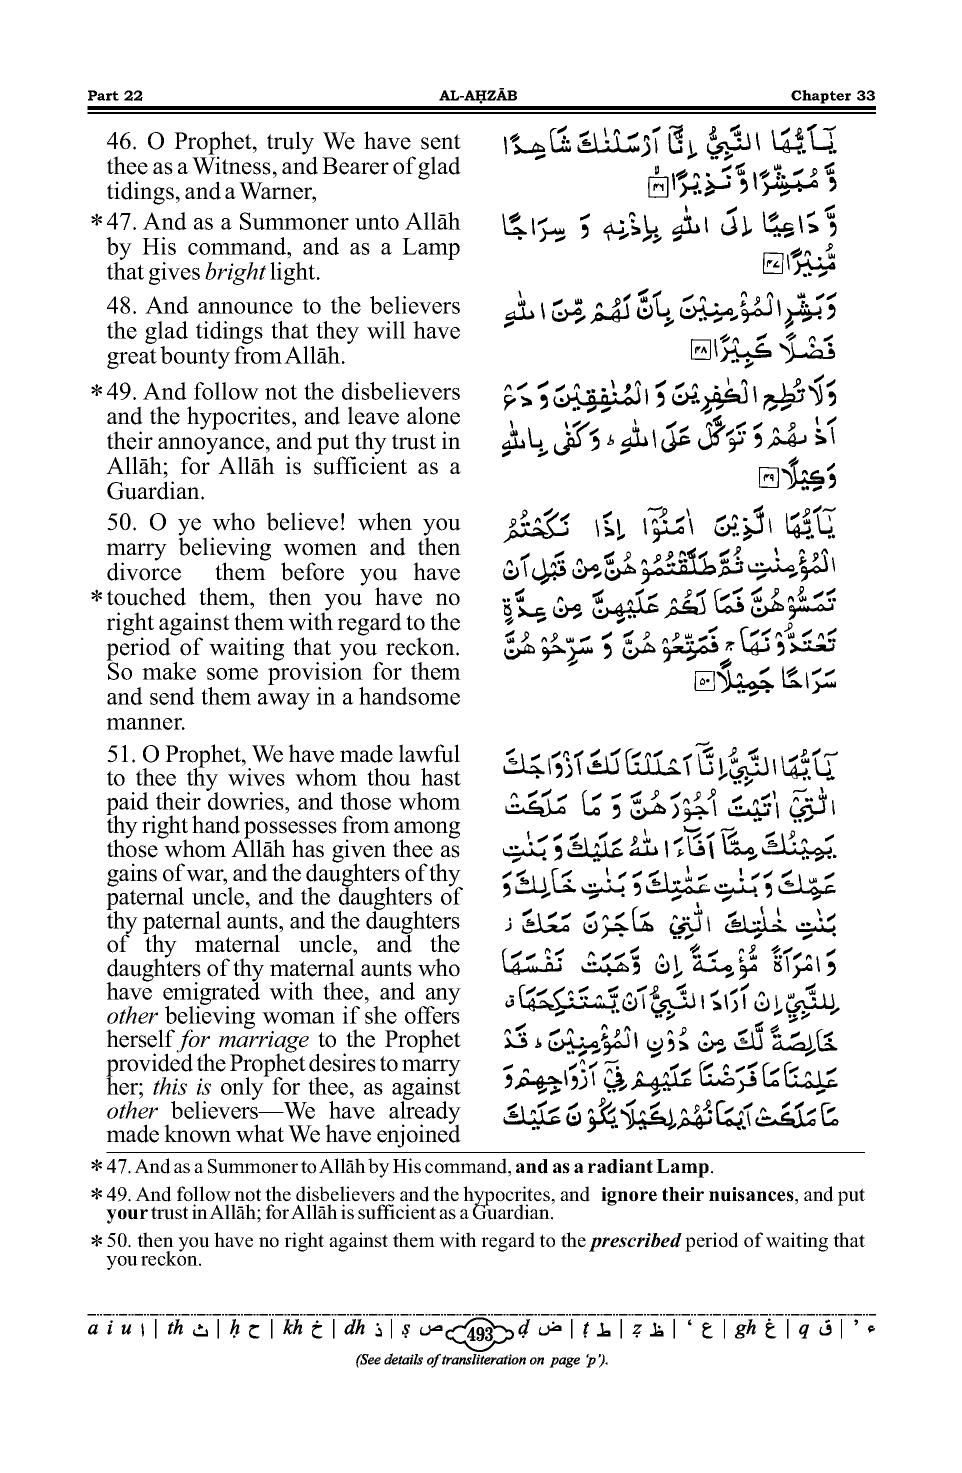 Part 22 AL-AḤZĀB Chapter 33
46. O Prophet, truly We have sent
thee as a Witness, and Bearer of glad
tidings, and a Warner,
*47. And as a Summoner unto Allāh
by His command, and as a Lamp
that gives bright light.
48. And announce to the believers
the glad tidings that they will have
great bounty from Allāh.
*49. And follow not the disbelievers
and the hypocrites, and leave alone
their annoyance, and put thy trust in
Allāh; for Allāh is sufficient as a
Guardian.
50. O ye who believe! when you
marry believing women and then
divorce them before you have
*touched them, then you have no
right against them with regard to the
period of waiting that you reckon.
So make some provision for them
and send them away in a handsome
manner.
51. O Prophet, We have made lawful
to thee thy wives whom thou hast
paid their dowries, and those whom
thy right hand possesses from among
those whom Allāh has given thee as
gains of war, and the daughters of thy
paternal uncle, and the daughters of
thy paternal aunts, and the daughters
of thy maternal uncle, and the
daughters of thy maternal aunts who
have emigrated with thee, and any
other believing woman if she offers
herself for marriage to the Prophet
provided the Prophet desires to marry
her; this is only for thee, as against
other believers—We have already
made known what We have enjoined
يٰۤاَيُّهَا النَّبِيُّ اِنَّاۤ اَرْسَلْنٰكَ شَاهِدًا
وَّ مُبَشِّرًا وَّ نَذِيْرًا ۴۶
وَّ دَاعِيًا اِلَى اللّٰهِ بِاِذْنِهٖ وَ سِرَاجًا
مُّنِيْرًا ۴۷
وَبَشِّرِ الْمُؤْمِنِيْنَ بِاَنَّ لَهُمْ مِّنَ اللّٰهِ
فَضْلًا كَبِيْرًا ۴۸
وَلَا تُطِعِ الْكٰفِرِيْنَ وَ الْمُنٰفِقِيْنَ وَ دَعْ
اَذٰىهُمْ وَ تَوَكَّلْ عَلَى اللّٰهِ ؕ وَ كَفٰى بِاللّٰهِ
وَكِيْلًا ۴۹
يٰۤاَيُّهَا الَّذِيْنَ اٰمَنُوْۤا اِذَا نَكَحْتُمُ
الْمُؤْمِنٰتِ ثُمَّ طَلَّقْتُمُوْهُنَّ مِنْ قَبْلِ اَنْ
تَمَسُّوْهُنَّ فَمَا لَكُمْ عَلَيْهِنَّ مِنْ عِدَّةٍ
تَعْتَدُّوْنَهَا ۚ فَمَتِّعُوْهُنَّ وَ سَرِّحُوْهُنَّ
سَرَاحًا جَمِيْلًا ۵۰
يٰۤاَيُّهَا النَّبِيُّ اِنَّاۤ اَحْلَلْنَا لَكَ اَزْوَاجَكَ
الّٰتِيْۤ اٰتَيْتَ اُجُوْرَهُنَّ وَ مَا مَلَكَتْ
يَمِيْنُكَ مِمَّاۤ اَفَآءَ اللّٰهُ عَلَيْكَ وَ بَنٰتِ
عَمِّكَ وَ بَنٰتِ عَمّٰتِكَ وَ بَنٰتِ خَالِكَ وَ
بَنٰتِ خٰلٰتِكَ الّٰتِيْ هَاجَرْنَ مَعَكَ ز
وَ امْرَاَةً مُّؤْمِنَةً اِنْ وَّهَبَتْ نَفْسَهَا
لِلنَّبِيِّ اِنْ اَرَادَ النَّبِيُّ اَنْ يَّسْتَنْكِحَهَا ق
خَالِصَةً لَّكَ مِنْ دُوْنِ الْمُؤْمِنِيْنَ ؕ قَدْ
عَلِمْنَا مَا فَرَضْنَا عَلَيْهِمْ فِيْۤ اَزْوَاجِهِمْ وَ
مَا مَلَكَتْ اَيْمَانُهُمْ لِكَيْلَا يَكُوْنَ عَلَيْكَ
*47. And as a Summoner to Allāh by His command, and as a radiant Lamp.
*49. And follow not the disbelievers and the hypocrites, and ignore their nuisances, and put
your trust in Allāh; for Allāh is sufficient as a Guardian.
*50. then you have no right against them with regard to the prescribed period of waiting that
you reckon.
a i u ا | th ث | ḥ ح | kh خ | dh ذ | ṣ ص 493 ḍ ض | ṭ ط | ẓ ظ | ‘ ع | gh غ | q ق | ’ ء
(See details of transliteration on page ‘p’).